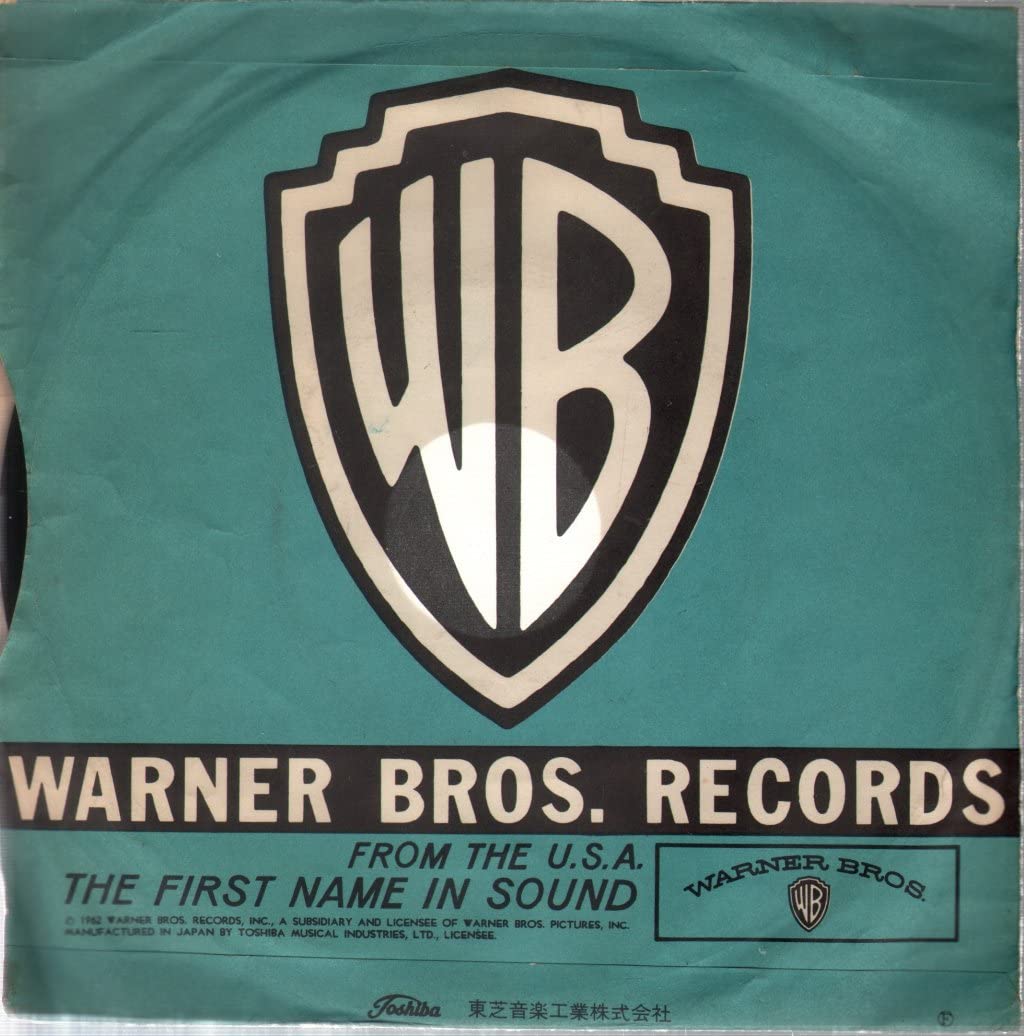 WB
WARNER BROS. RECORDS
FROM THE U.S.A.
THE FIRST NAME IN SOUND
© 1962 WARNER BROS. RECORDS, INC., A SUBSIDIARY AND LICENSEE OF WARNER BROS. PICTURES, INC.
MANUFACTURED IN JAPAN BY TOSHIBA MUSICAL INDUSTRIES, LTD., LICENSEE.
WARNER BROS.
WB
Toshiba 東芝音楽工業株式会社
Ⓕ